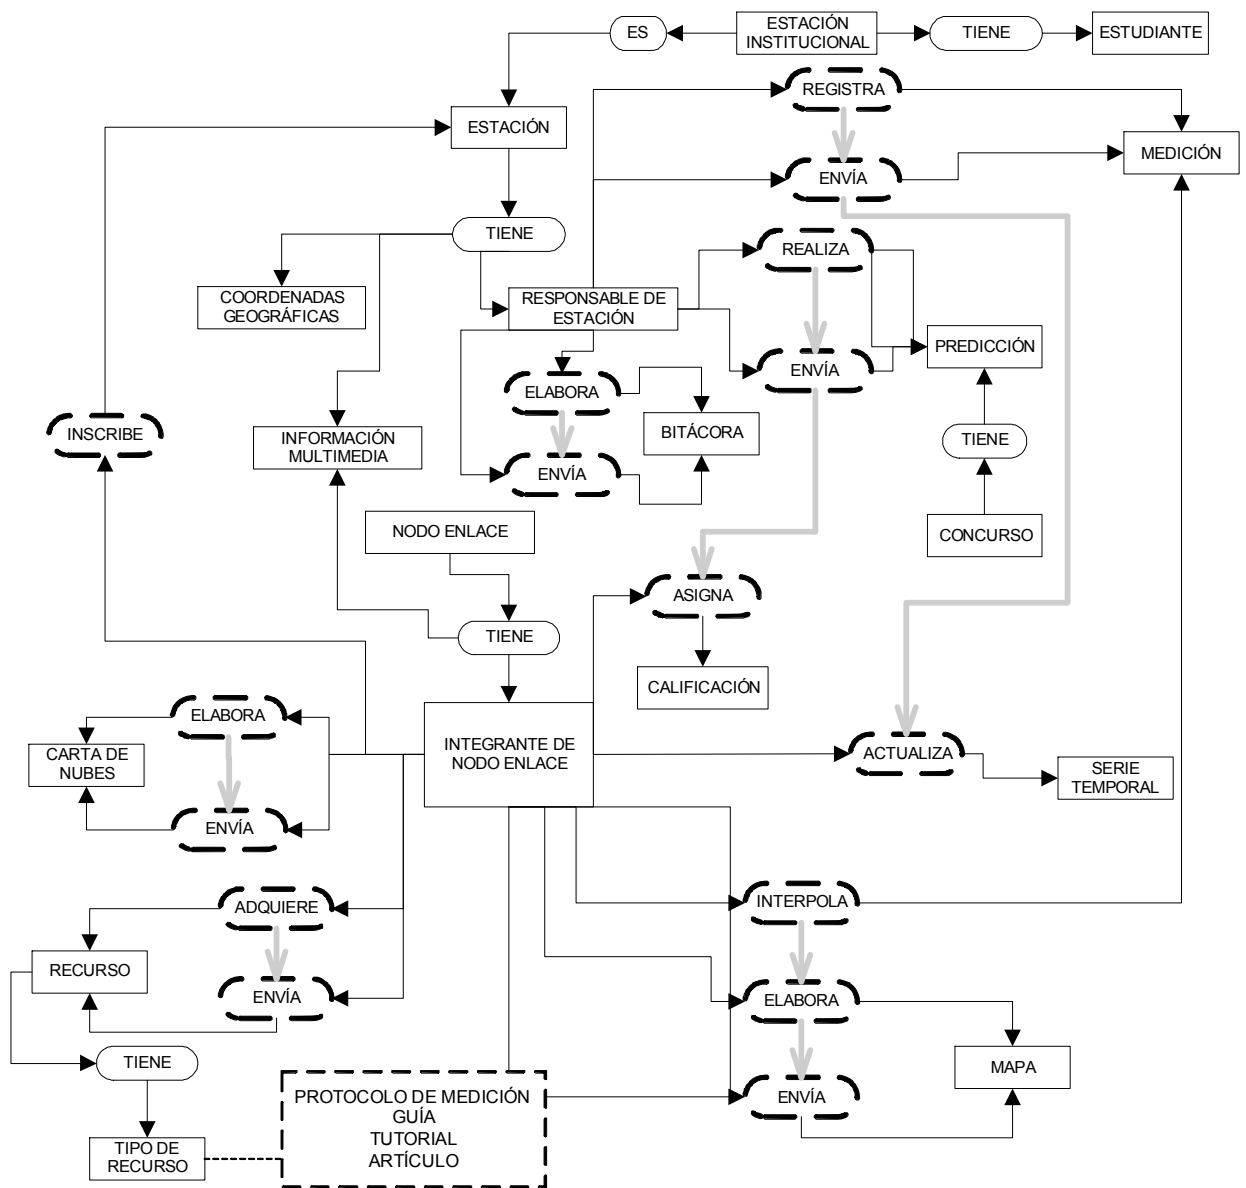 ES
ESTACIÓN
INSTITUCIONAL
TIENE
ESTUDIANTE
REGISTRA
ESTACIÓN
MEDICIÓN
ENVÍA
TIENE
REALIZA
COORDENADAS
GEOGRÁFICAS
RESPONSABLE DE
ESTACIÓN
PREDICCIÓN
ENVÍA
ELABORA
INSCRIBE
INFORMACIÓN
MULTIMEDIA
BITÁCORA
TIENE
ENVÍA
NODO ENLACE
CONCURSO
ASIGNA
TIENE
CALIFICACIÓN
ELABORA
CARTA DE
NUBES
INTEGRANTE DE
NODO ENLACE
ACTUALIZA
SERIE
TEMPORAL
ENVÍA
ADQUIERE
INTERPOLA
RECURSO
ENVÍA
ELABORA
TIENE
MAPA
PROTOCOLO DE MEDICIÓN
GUÍA
TUTORIAL
ARTÍCULO
ENVÍA
TIPO DE
RECURSO